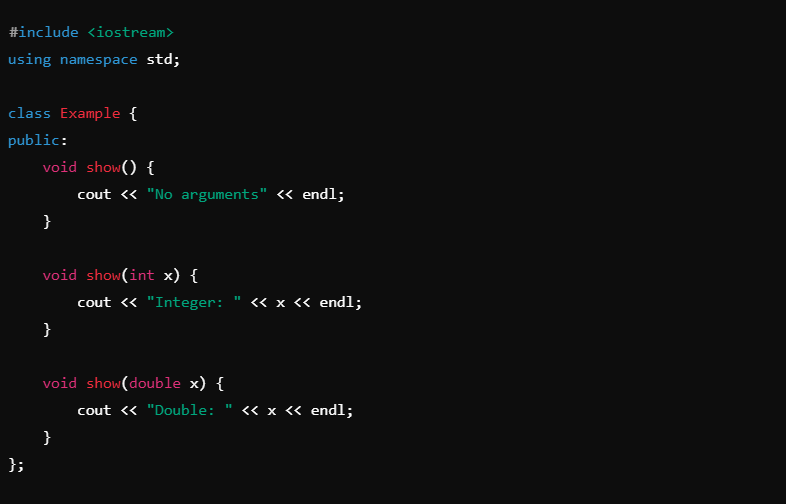 #include <iostream>
using namespace std;

class Example {
public:
    void show() {
        cout << "No arguments" << endl;
    }

    void show(int x) {
        cout << "Integer: " << x << endl;
    }

    void show(double x) {
        cout << "Double: " << x << endl;
    }
};